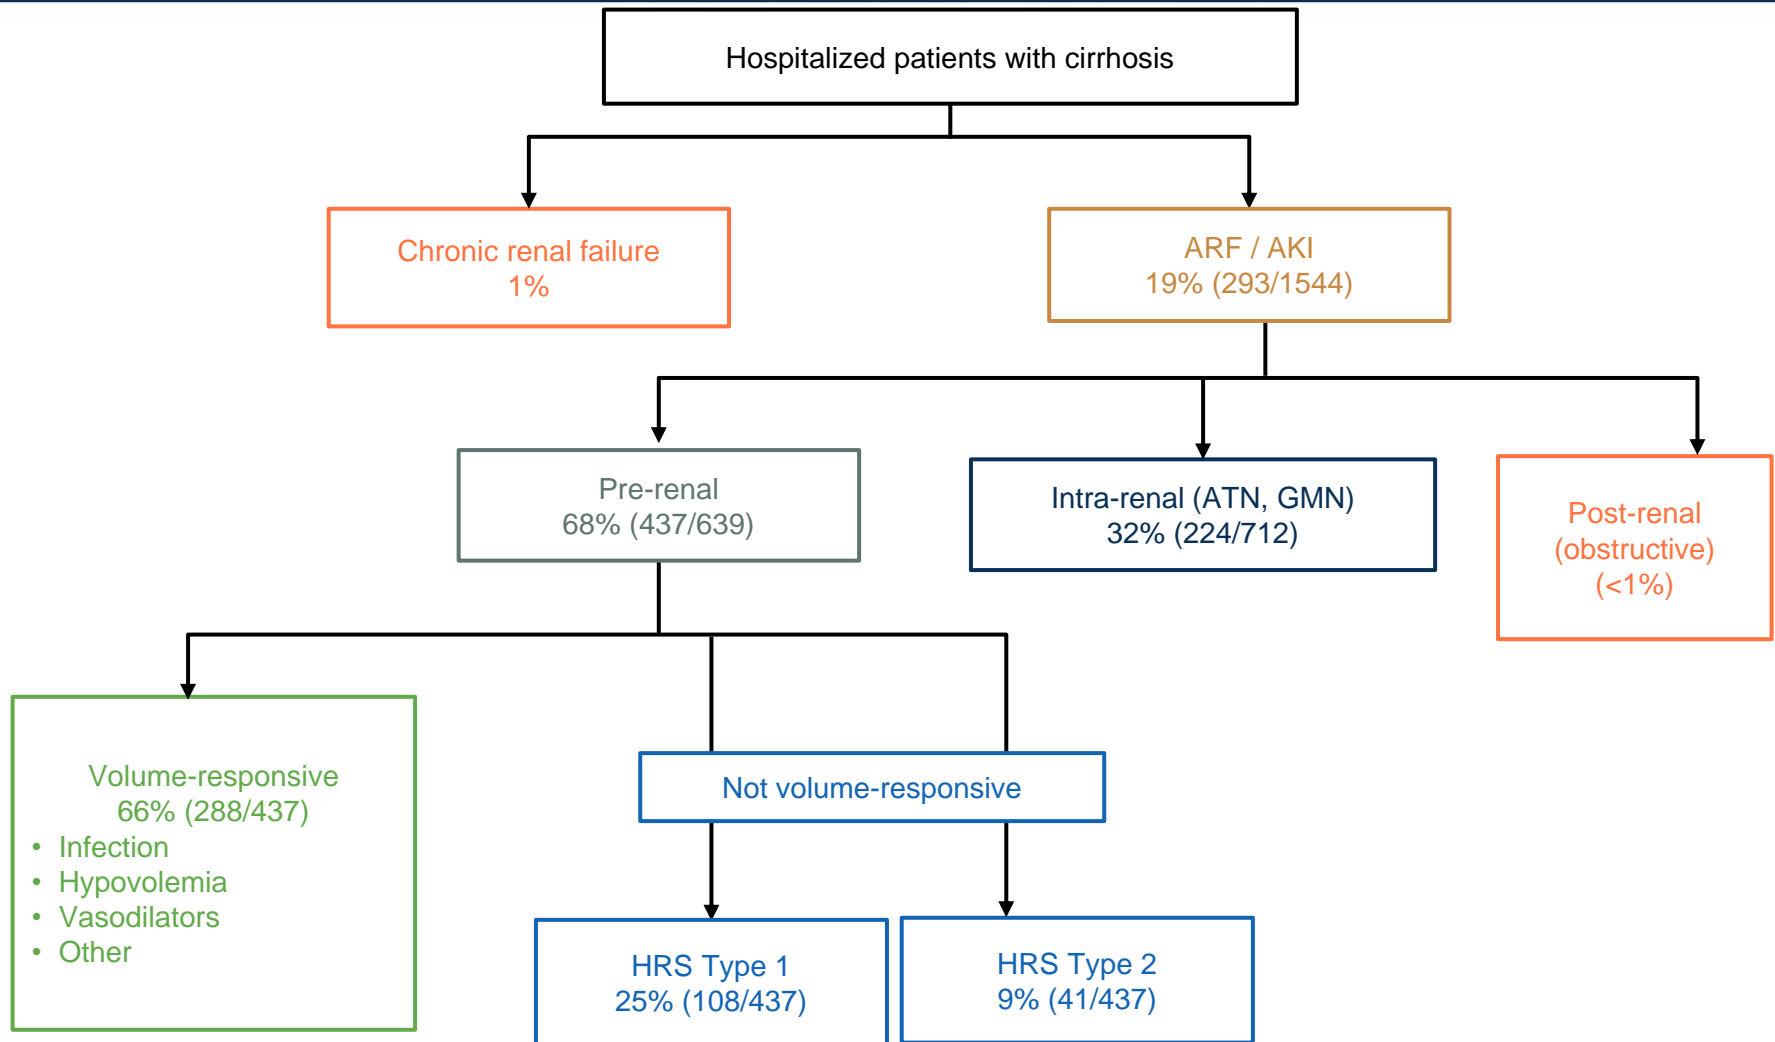 Hospitalized patients with cirrhosis
Chronic renal failure
1%
ARF / AKI
19% (293/1544)
Pre-renal
68% (437/639)
Intra-renal (ATN, GMN)
32% (224/712)
Post-renal
(obstructive)
(<1%)
Volume-responsive
66% (288/437)
• Infection
• Hypovolemia
• Vasodilators
• Other
Not volume-responsive
HRS Type 1
25% (108/437)
HRS Type 2
9% (41/437)